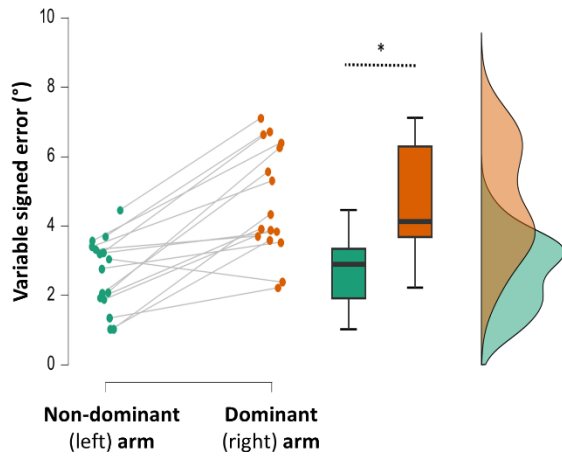 Variable signed error (°)
10
8
6
4
2
0
*
Non-dominant
(left) arm
Dominant
(right) arm